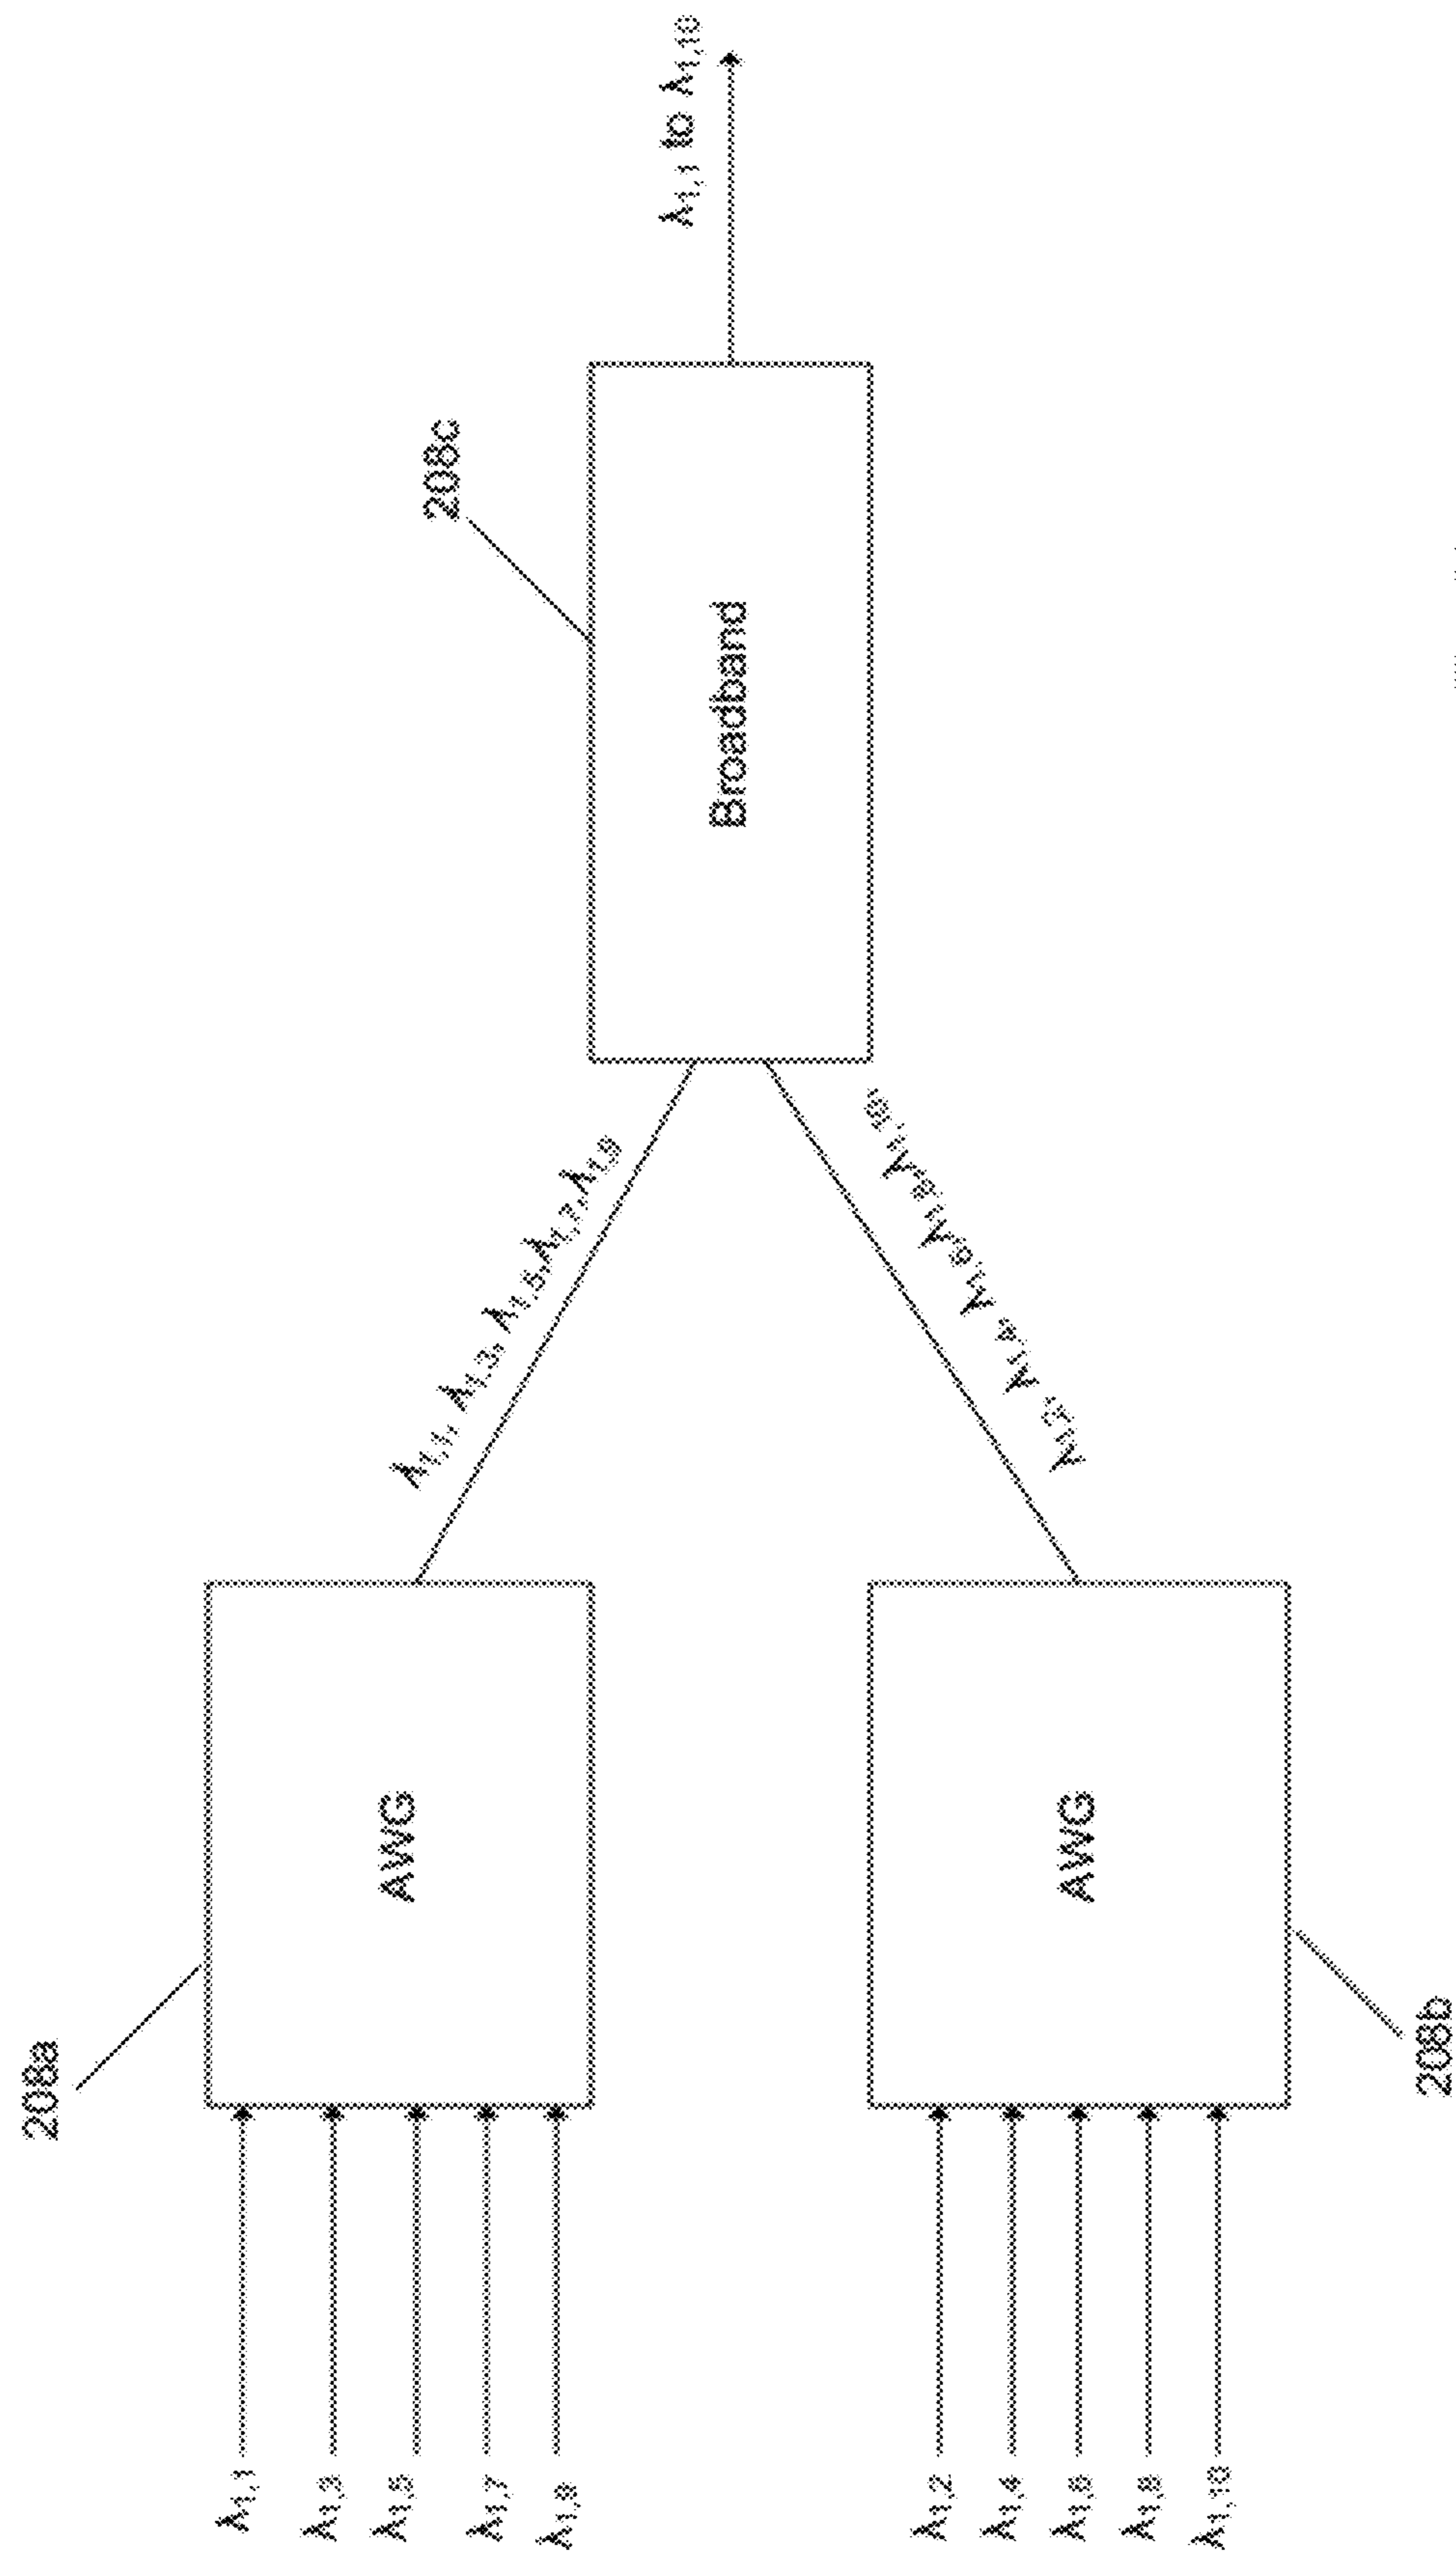 208a
λ1,1
λ1,3
λ1,5
λ1,7
λ1,9
AWG
λ1,1, λ1,3, λ1,5,λ1,7,λ1,9
208c
Broadband
λ1,1 to λ1,10
λ1,2
λ1,4
λ1,6
λ1,8
λ1,10
AWG
λ1,2, λ1,4, λ1,6,λ1,8,λ1,10,
208b